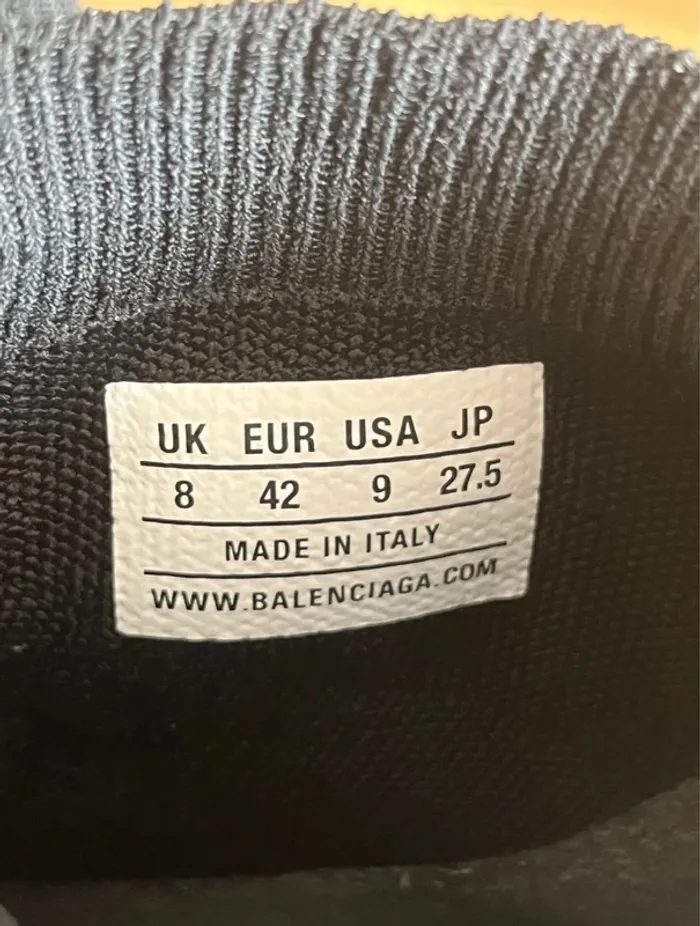 UK EUR USA JP
8 42 9 27.5
MADE IN ITALY
WWW.BALENCIAGA.COM